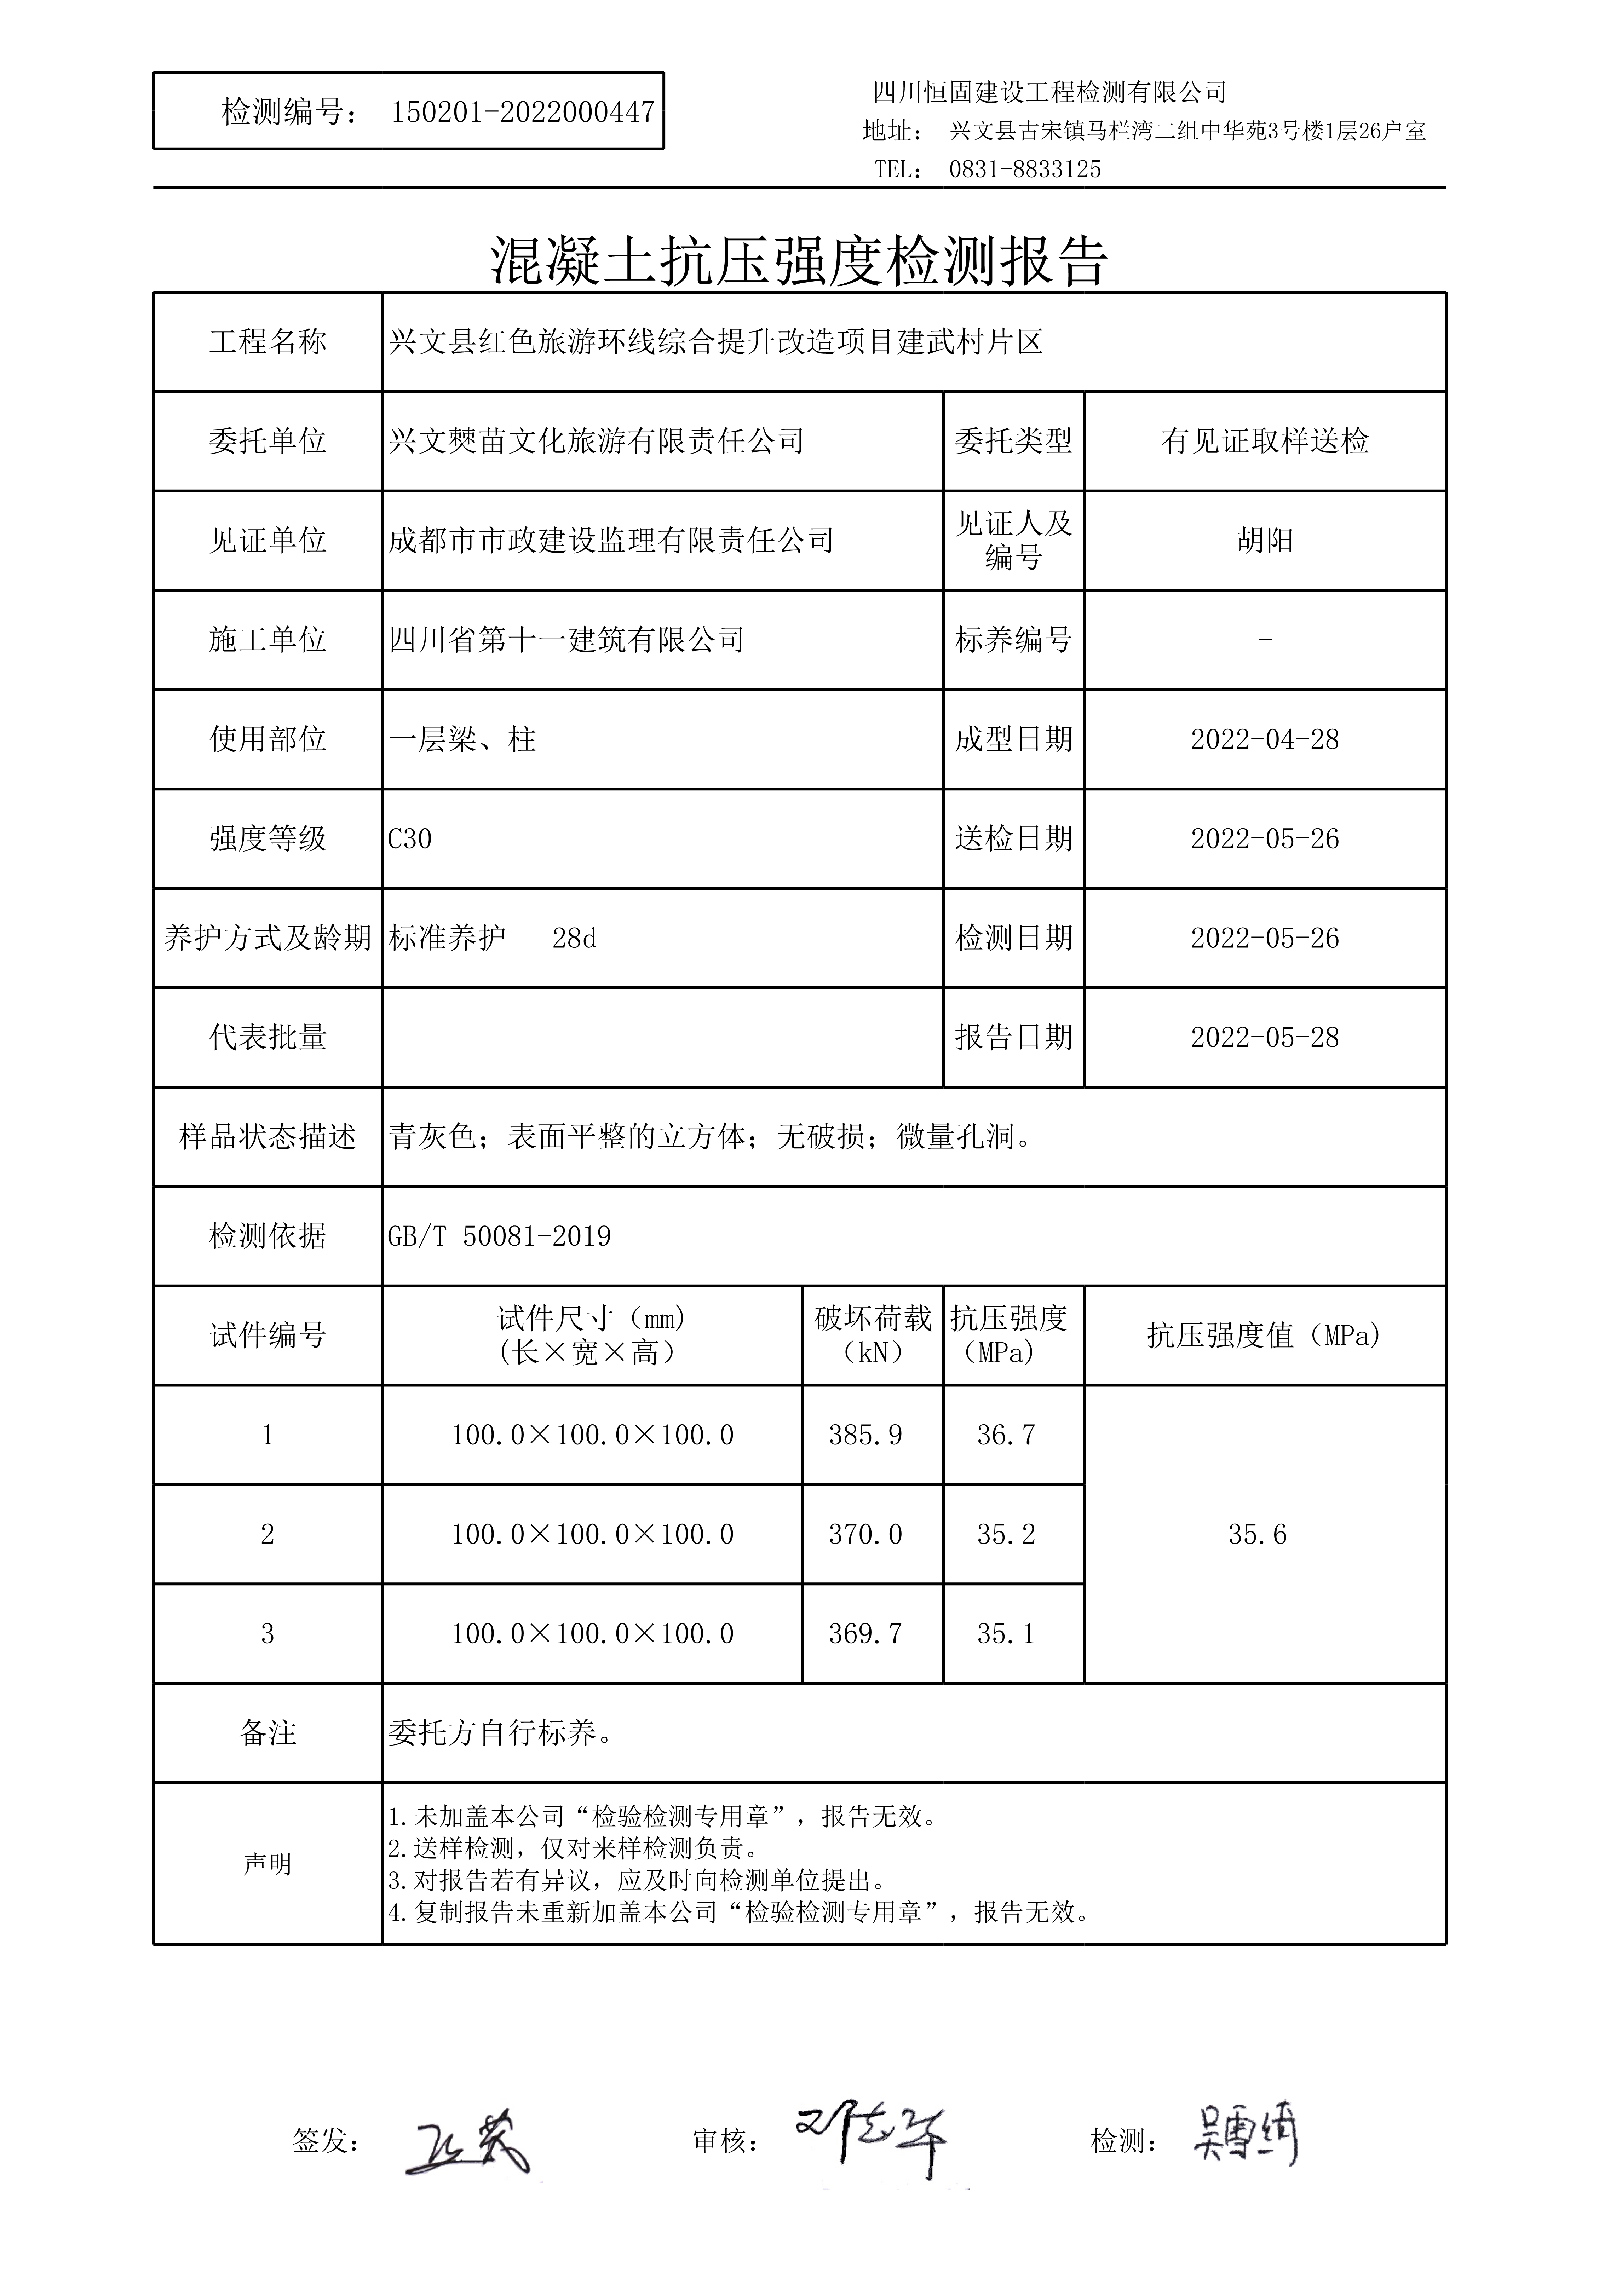 检测编号： 150201-2022000447
四川恒固建设工程检测有限公司
地址： 兴文县古宋镇马栏湾二组中华苑3号楼1层26户室
TEL： 0831-8833125
混凝土抗压强度检测报告
工程名称 兴文县红色旅游环线综合提升改造项目建武村片区
委托单位 兴文僰苗文化旅游有限责任公司 委托类型 有见证取样送检
见证单位 成都市市政建设监理有限责任公司 见证人及编号 胡阳
施工单位 四川省第十一建筑有限公司 标养编号 -
使用部位 一层梁、柱 成型日期 2022-04-28
强度等级 C30 送检日期 2022-05-26
养护方式及龄期 标准养护 28d 检测日期 2022-05-26
代表批量 - 报告日期 2022-05-28
样品状态描述 青灰色；表面平整的立方体；无破损；微量孔洞。
检测依据 GB/T 50081-2019
试件编号 试件尺寸（mm）（长×宽×高） 破坏荷载（kN） 抗压强度（MPa） 抗压强度值（MPa）
1 100.0×100.0×100.0 385.9 36.7
2 100.0×100.0×100.0 370.0 35.2 35.6
3 100.0×100.0×100.0 369.7 35.1
备注 委托方自行标养。
声明
1.未加盖本公司“检验检测专用章”，报告无效。
2.送样检测，仅对来样检测负责。
3.对报告若有异议，应及时向检测单位提出。
4.复制报告未重新加盖本公司“检验检测专用章”，报告无效。
签发： 审核： 检测： 吴雪绮